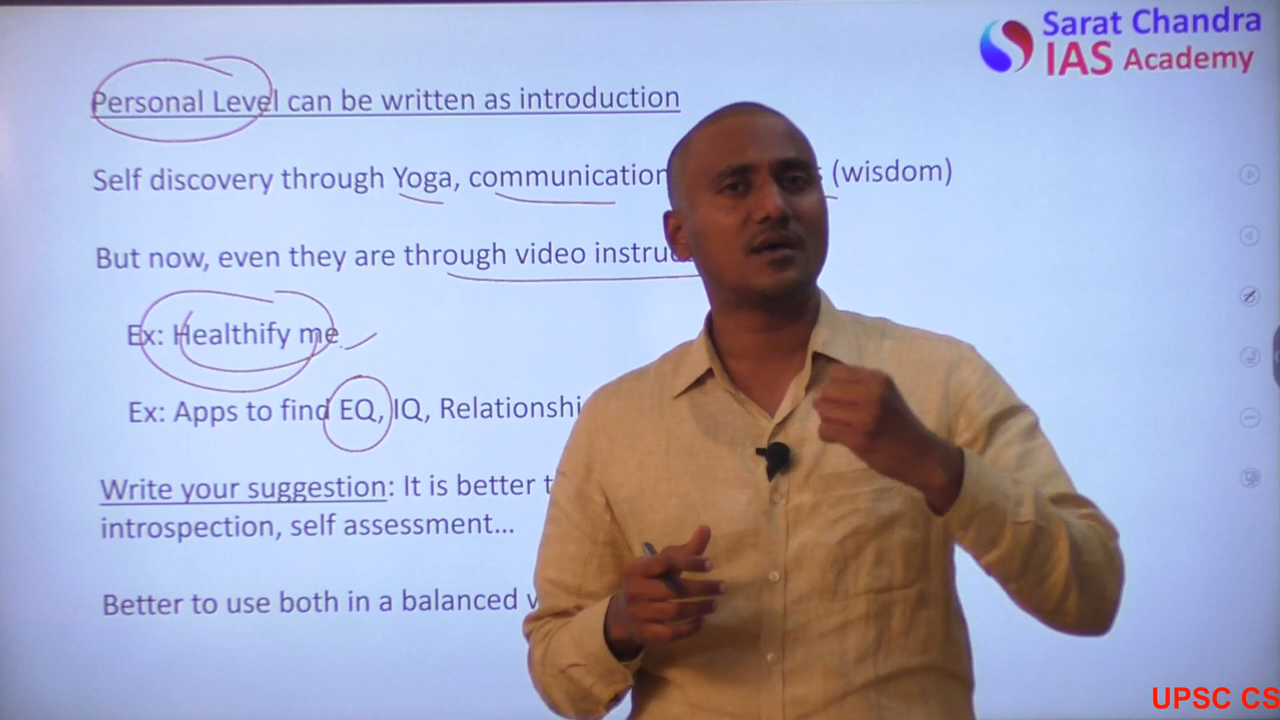 Sarat Chandra
IAS Academy
Personal Level can be written as introduction
Self discovery through Yoga, communication (wisdom)
But now, even they are through video
Ex: Healthify me
Ex: Apps to find EQ, IQ,
Write your suggestion: It is better
introspection, self assessment...
Better to use both in a balanced
UPSC CS